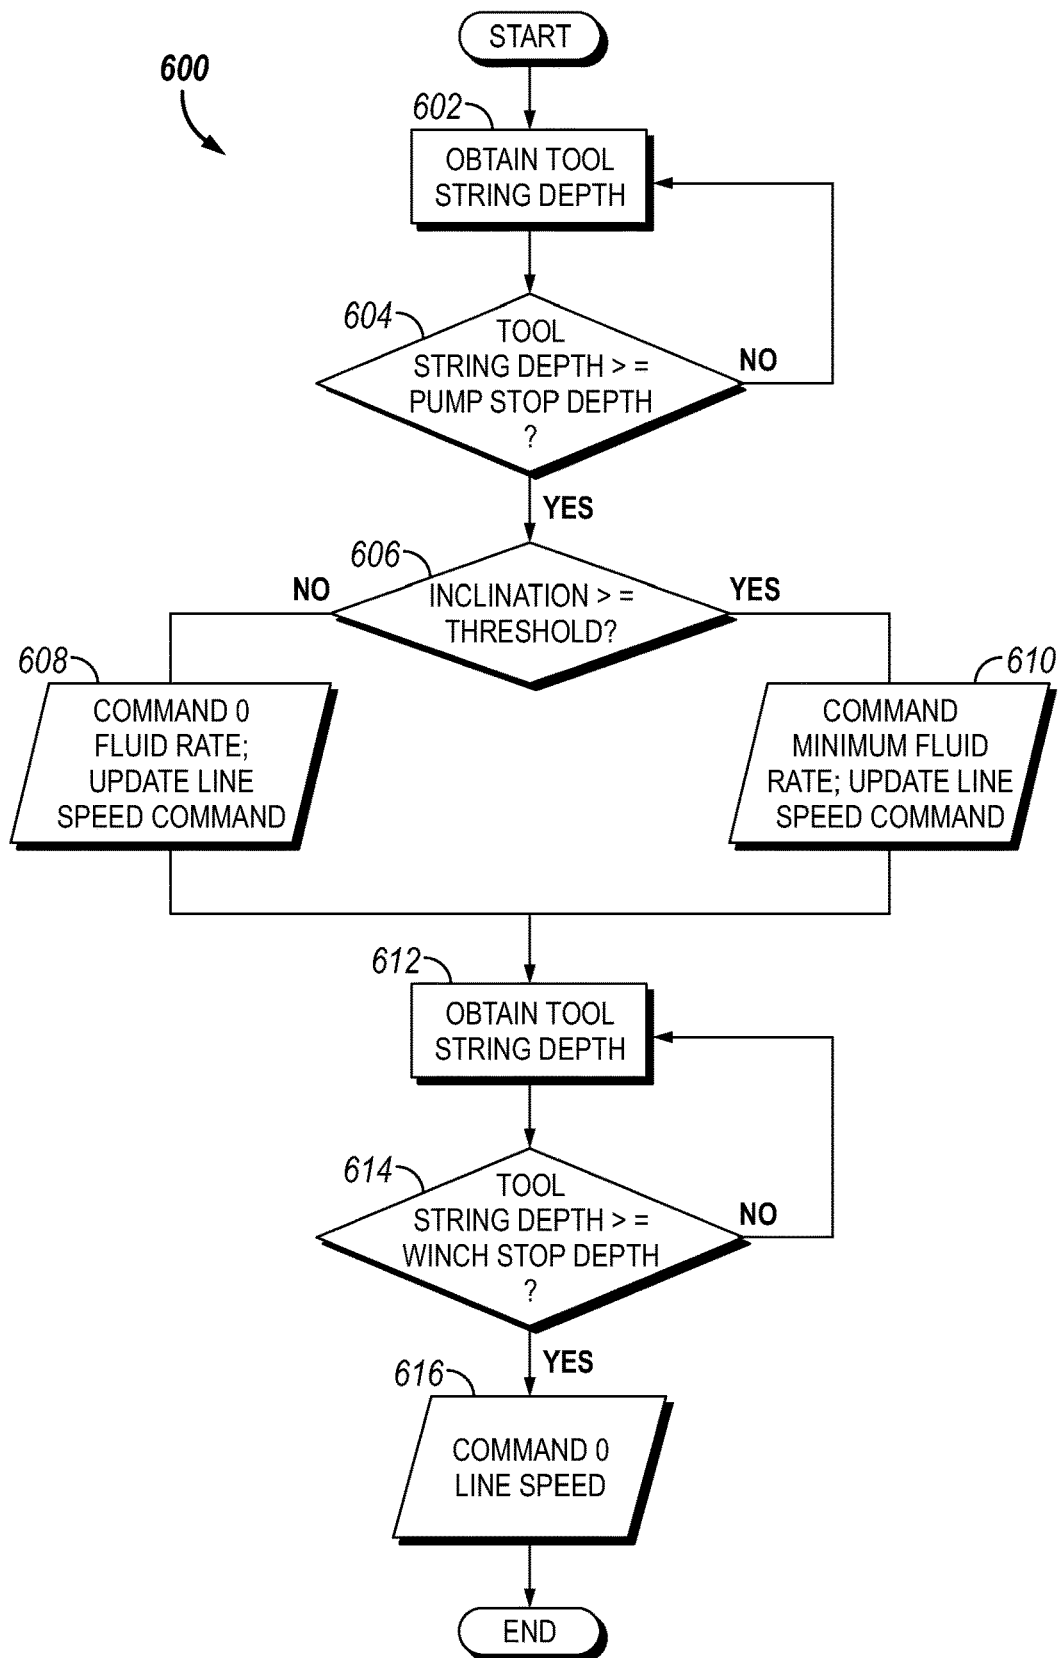 START
600
602
OBTAIN TOOL
STRING DEPTH
604
TOOL
STRING DEPTH > =
PUMP STOP DEPTH
?
NO
YES
606
INCLINATION > =
THRESHOLD?
NO
YES
608
COMMAND 0
FLUID RATE;
UPDATE LINE
SPEED COMMAND
610
COMMAND
MINIMUM FLUID
RATE; UPDATE LINE
SPEED COMMAND
612
OBTAIN TOOL
STRING DEPTH
614
TOOL
STRING DEPTH > =
WINCH STOP DEPTH
?
NO
YES
616
COMMAND 0
LINE SPEED
END